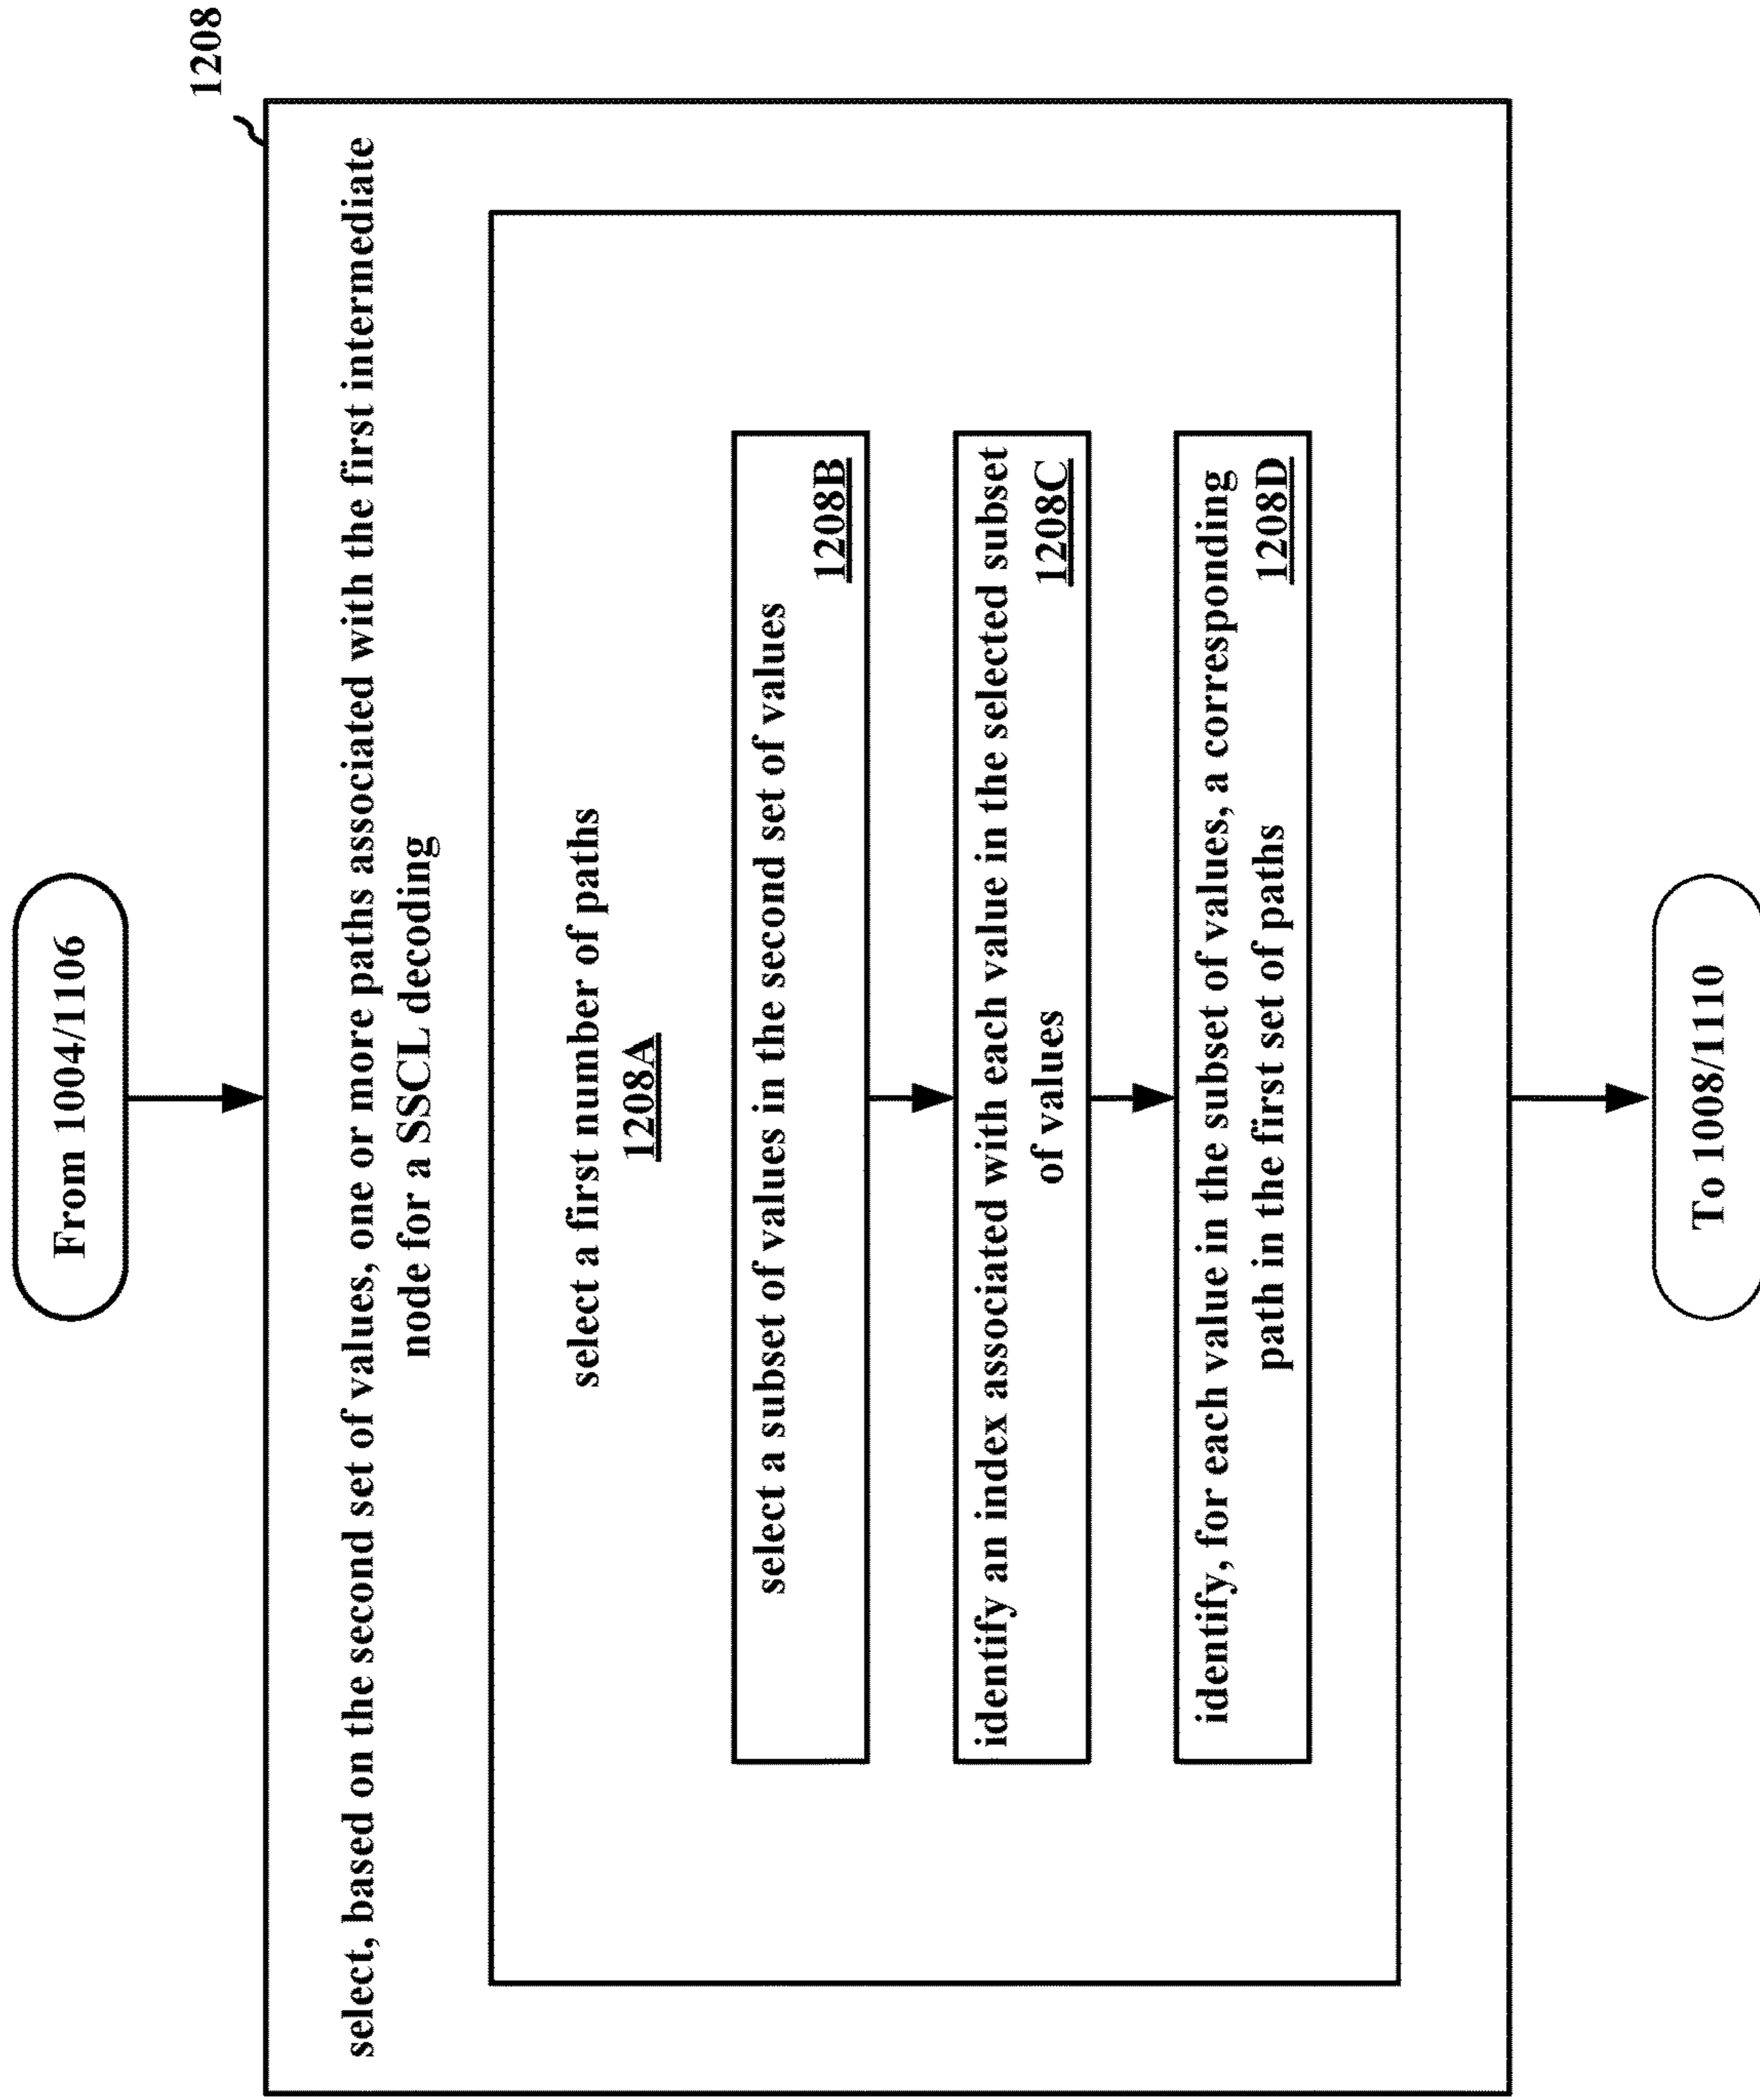 From 1004/1106
1208
select, based on the second set of values, one or more paths associated with the first intermediate
node for a SSCL decoding
select a first number of paths
1208A
select a subset of values in the second set of values
1208B
identify an index associated with each value in the selected subset
of values
1208C
identify, for each value in the subset of values, a corresponding
path in the first set of paths
1208D
To 1008/1110